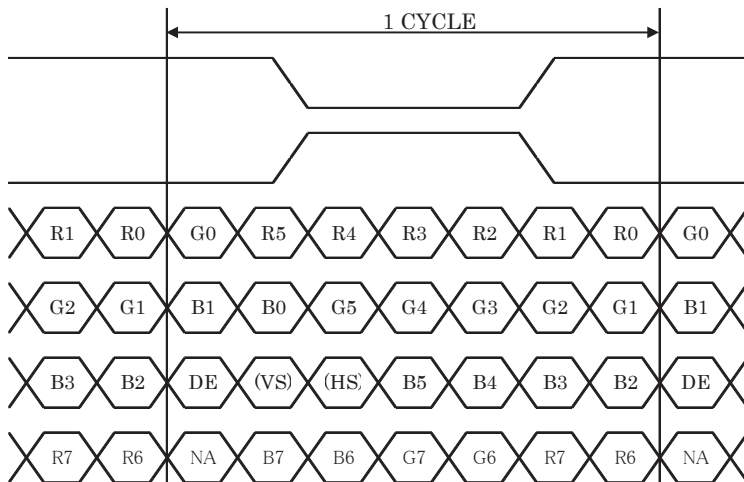 1 CYCLE
R1 R0 G0 R5 R4 R3 R2 R1 R0 G0
G2 G1 B1 B0 G5 G4 G3 G2 G1 B1
B3 B2 DE (VS) (HS) B5 B4 B3 B2 DE
R7 R6 NA B7 B6 G7 G6 R7 R6 NA